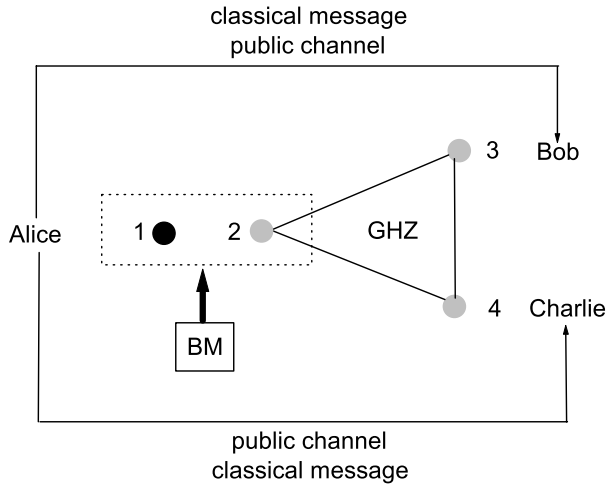 classical message
public channel
3 Bob
Alice 1 2 GHZ
4 Charlie
BM
public channel
classical message